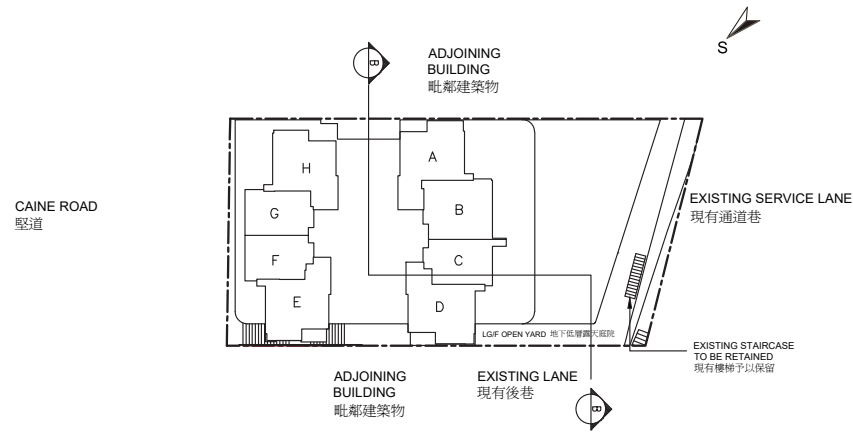 S
B
ADJOINING
BUILDING
毗鄰建築物
CAINE ROAD
堅道
H
A
G
B
F
C
E
D
EXISTING SERVICE LANE
現有通道巷
LG/F OPEN YARD 地下低層露天庭院
EXISTING STAIRCASE
TO BE RETAINED
現有樓梯予以保留
ADJOINING
BUILDING
毗鄰建築物
EXISTING LANE
現有後巷
B